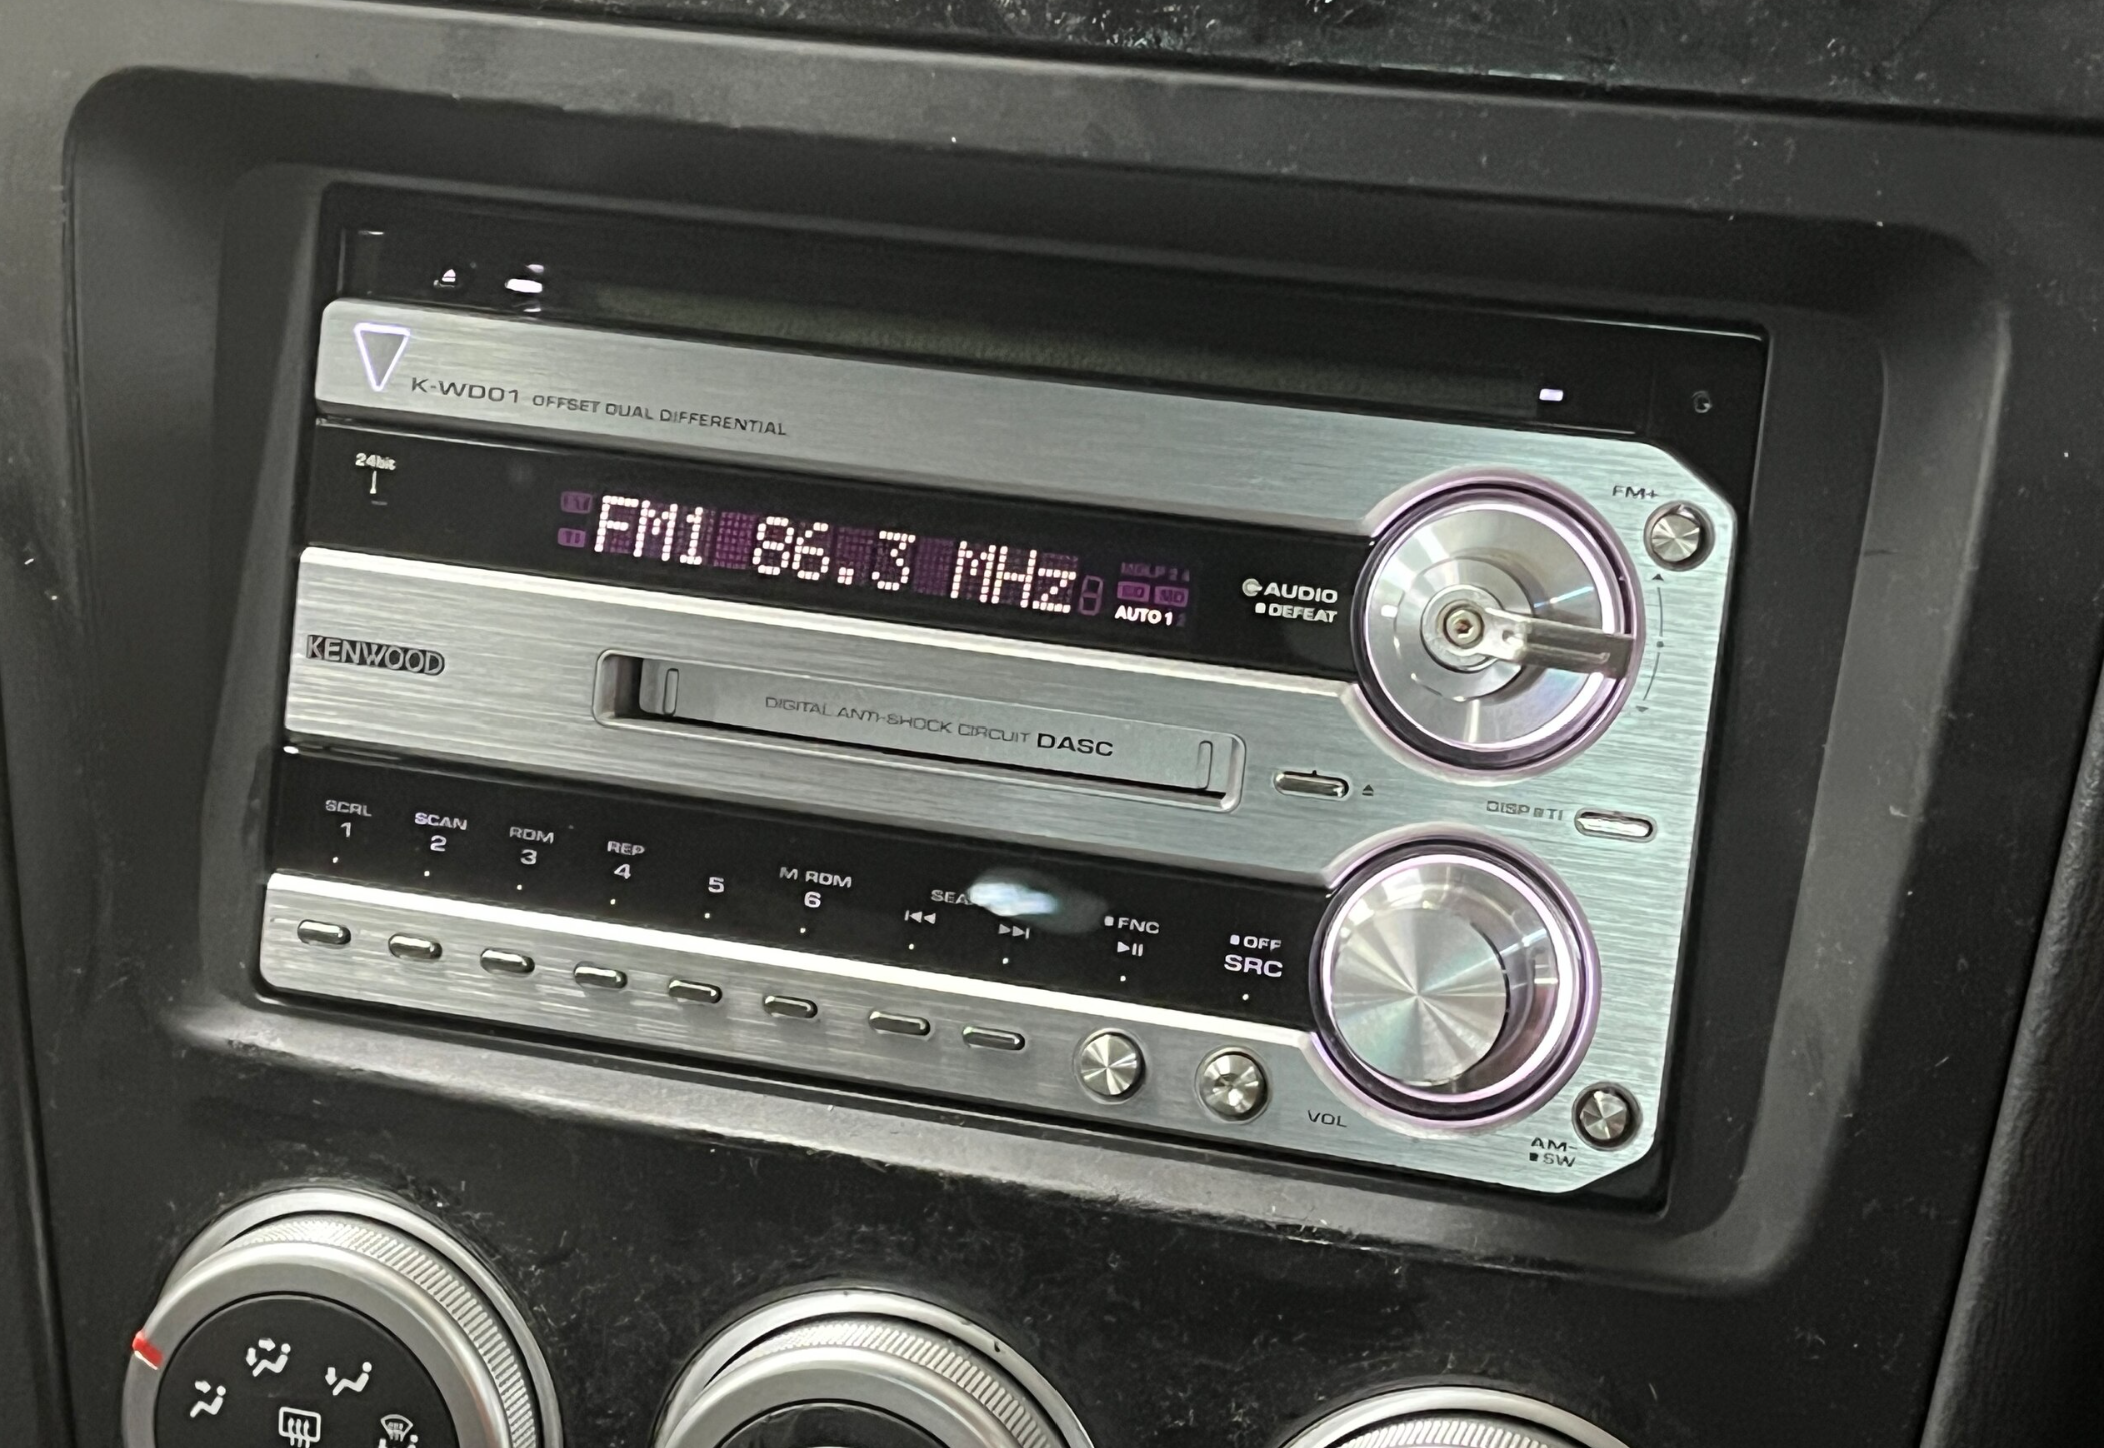 K-WD01 OFFSET DUAL DIFFERENTIAL
24bit
FM1 86.3 MHz
AUTO 1
AUDIO
DEFEAT
FM+
KENWOOD
DIGITAL ANTI-SHOCK CIRCUIT DASC
DISP TI
SCRL
1
SCAN
2
RDM
3
REP
4
5
M RDM
6
FNC
OFF
SRC
VOL
AM-
SW